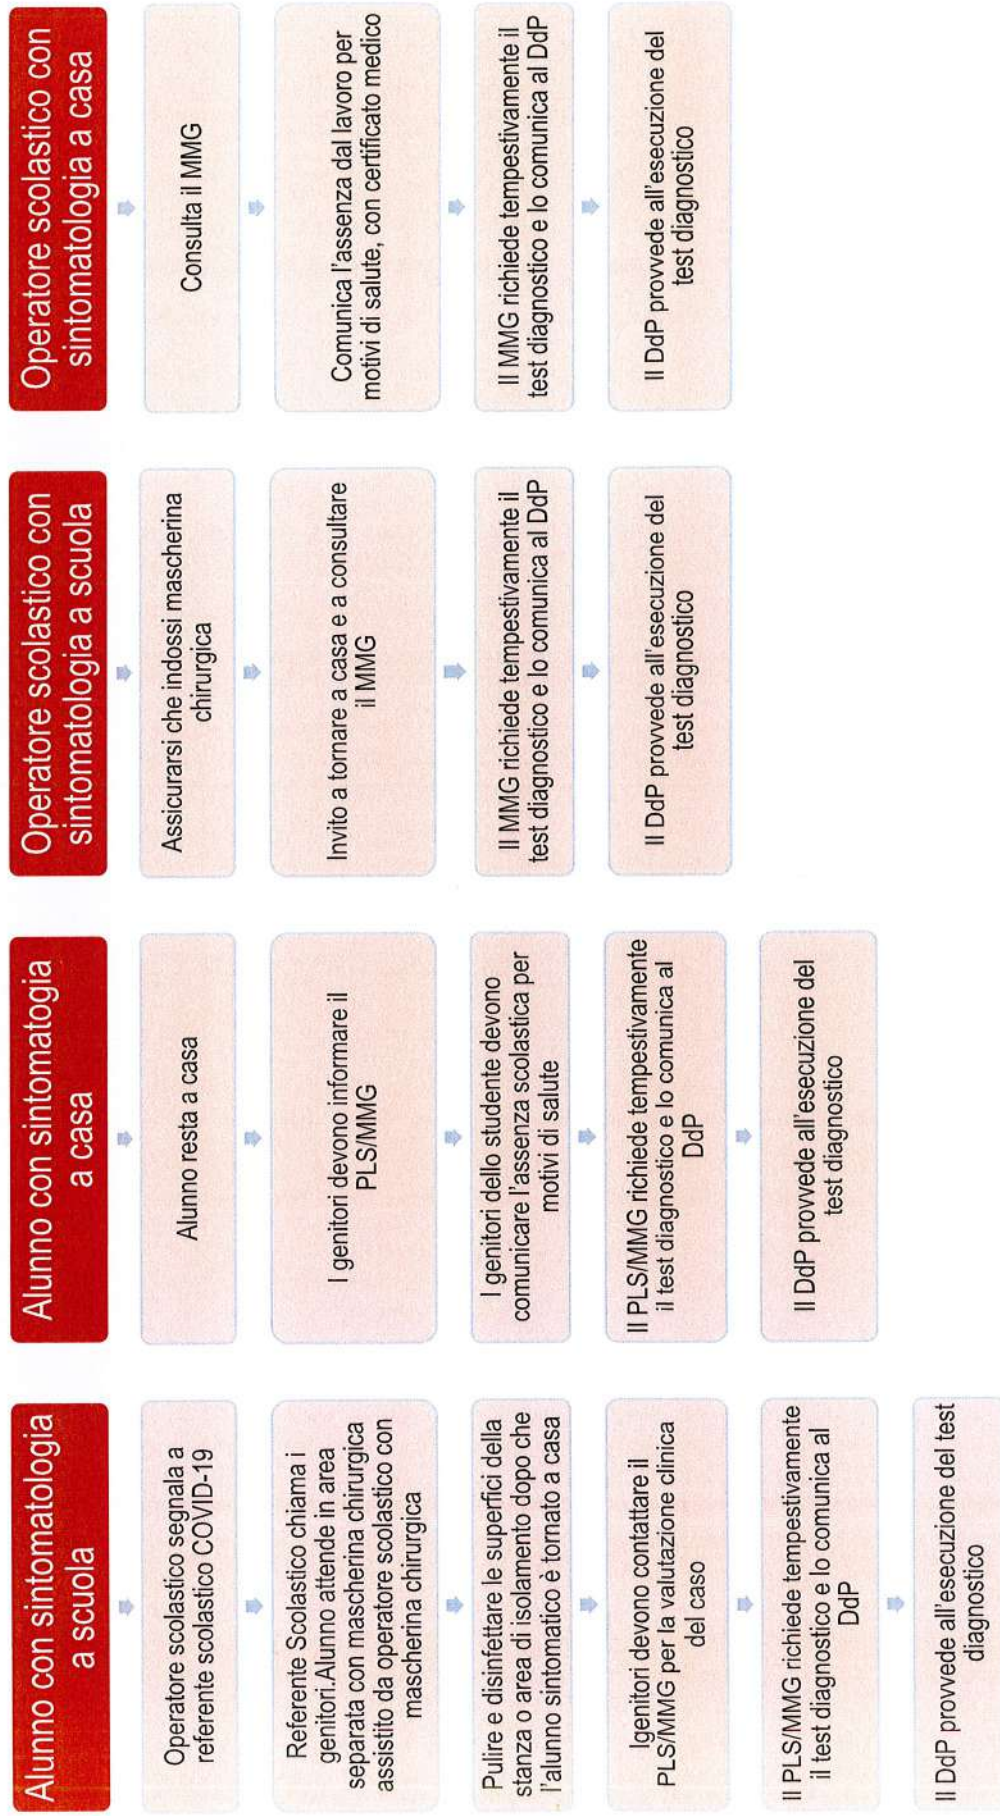 Alunno con sintomatologia
a scuola
Operatore scolastico segnala a
referente scolastico COVID-19
Referente Scolastico chiama i
genitori.Alunno attende in area
separata con mascherina chirurgica
assistito da operatore scolastico con
mascherina chirurgica
Pulire e disinfettare le superfici della
stanza o area di isolamento dopo che
l'alunno sintomatico è tornato a casa
Igenitori devono contattare il
PLS/MMG per la valutazione clinica
del caso
Il PLS/MMG richiede tempestivamente
il test diagnostico e lo comunica al
DdP
Il DdP provvede all'esecuzione del test
diagnostico
Alunno con sintomatogia
a casa
Alunno resta a casa
I genitori devono informare il
PLS/MMG
I genitori dello studente devono
comunicare l'assenza scolastica per
motivi di salute
Il PLS/MMG richiede tempestivamente
il test diagnostico e lo comunica al
DdP
Il DdP provvede all'esecuzione del
test diagnostico
Operatore scolastico con
sintomatologia a scuola
Assicurarsi che indossi mascherina
chirurgica
Invito a tornare a casa e a consultare
il MMG
Il MMG richiede tempestivamente il
test diagnostico e lo comunica al DdP
Il DdP provvede all'esecuzione del
test diagnostico
Operatore scolastico con
sintomatologia a casa
Consulta il MMG
Comunica l'assenza dal lavoro per
motivi di salute, con certificato medico
Il MMG richiede tempestivamente il
test diagnostico e lo comunica al DdP
Il DdP provvede all'esecuzione del
test diagnostico